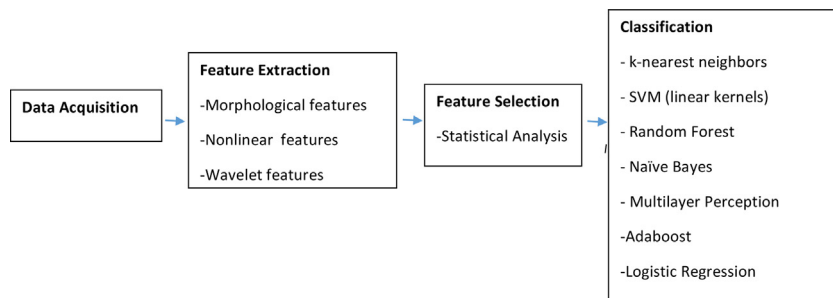 Data Acquisition
Feature Extraction
-Morphological features
-Nonlinear features
-Wavelet features
Feature Selection
-Statistical Analysis
Classification
- k-nearest neighbors
- SVM (linear kernels)
- Random Forest
- Naïve Bayes
- Multilayer Perception
-Adaboost
-Logistic Regression